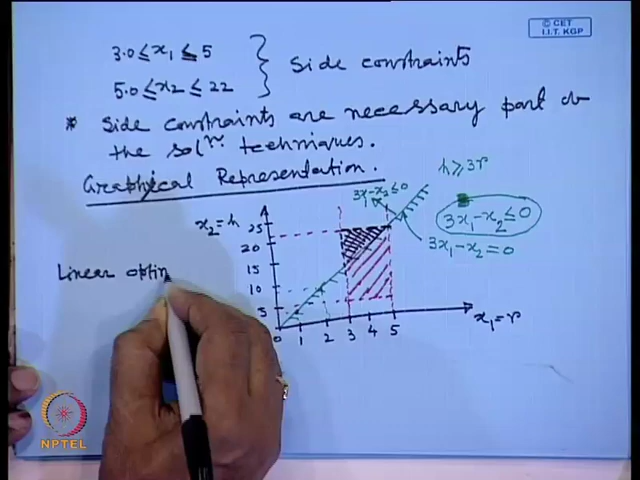 © CET
I.I.T. KGP
3.0 ≤ x₁ ≤ 5
5.0 ≤ x₂ ≤ 22
Side constraints
* Side constraints are necessary part
the solⁿ. techniques.
Graphical Representation.
h ≥ 3r
3x₁-x₂ ≤ 0
3x₁-x₂ ≤ 0
3x₁-x₂ = 0
x₂=h
25
20
15
10
5
0 1 2 3 4 5
x₁=r
Linear optim
NPTEL